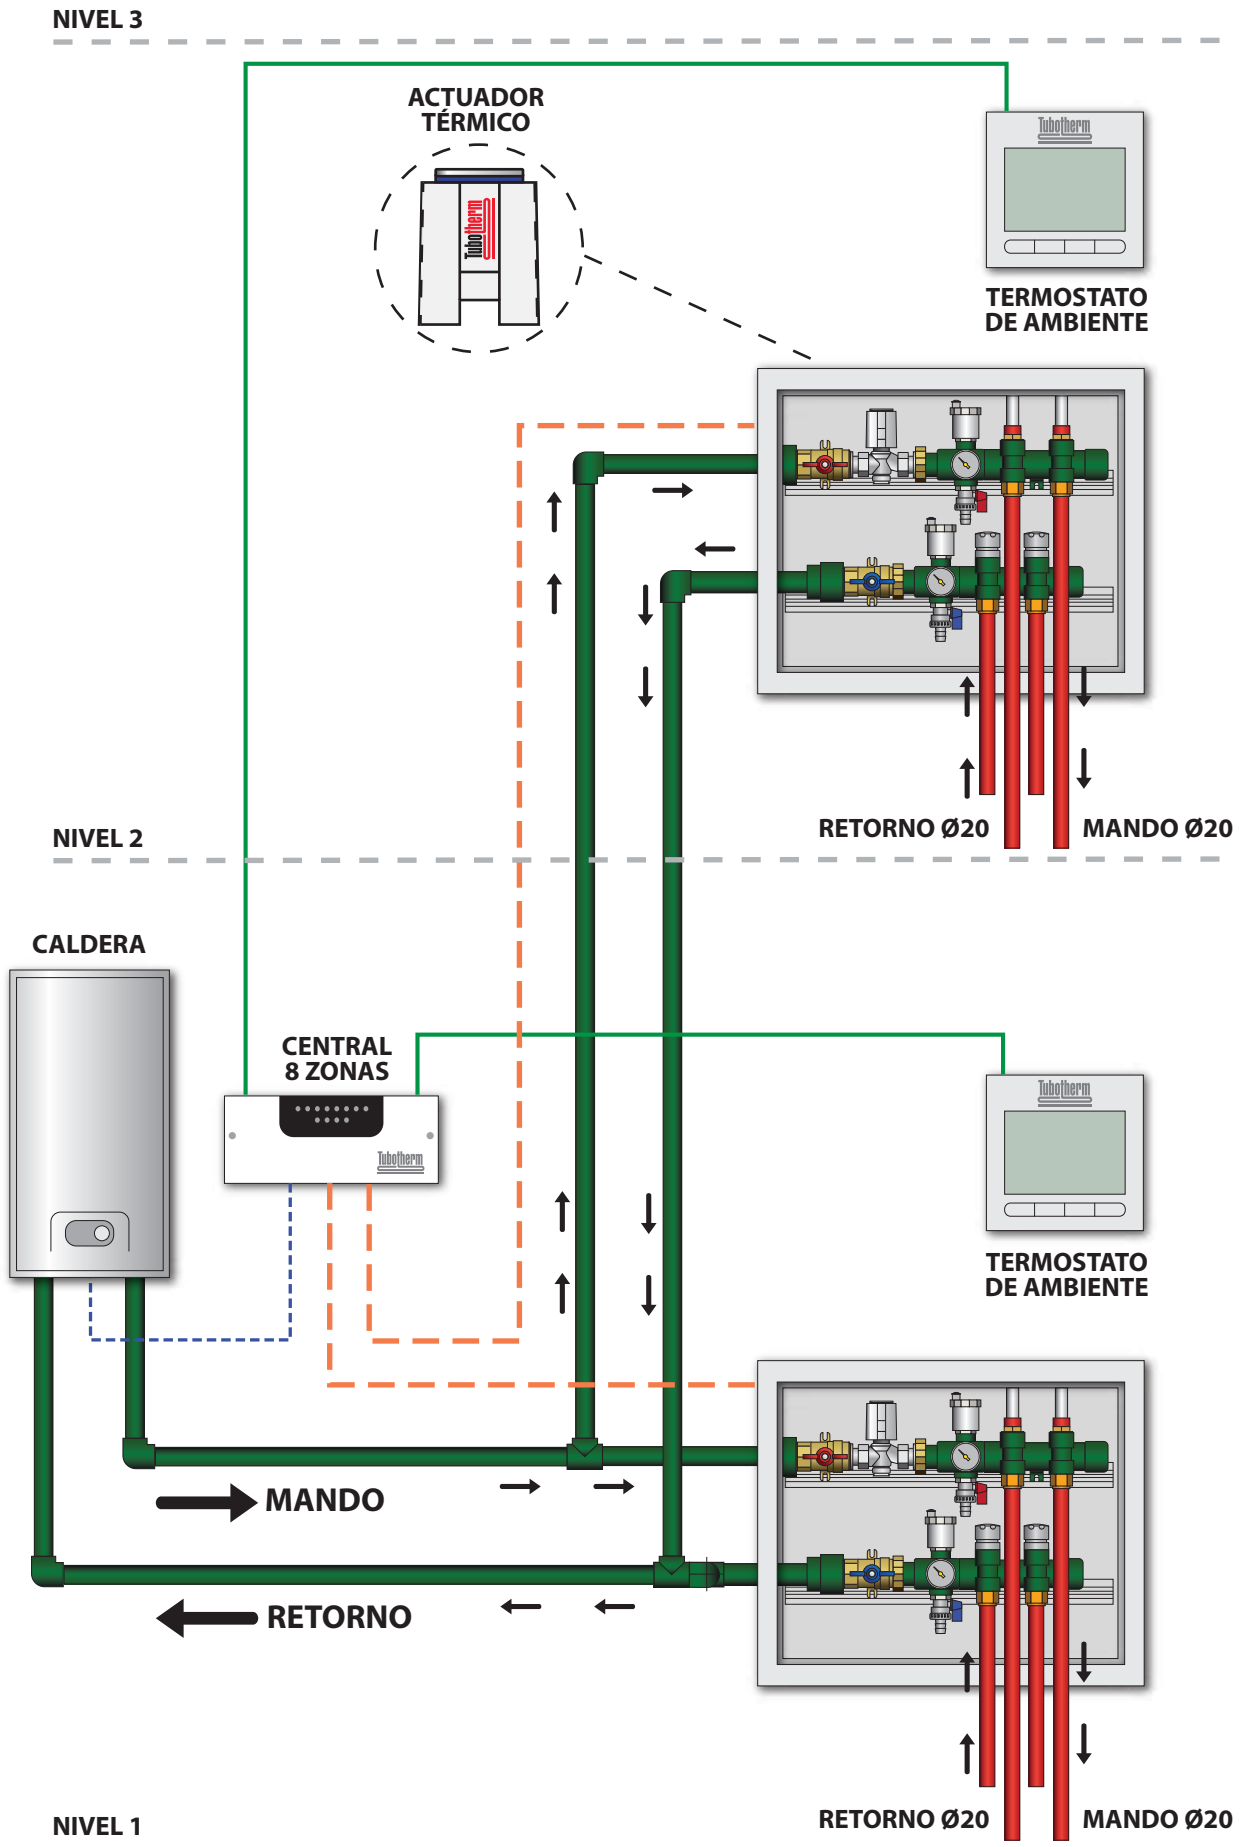 NIVEL 3
ACTUADOR
TÉRMICO
Tubotherm
Tubotherm
TERMOSTATO
DE AMBIENTE
RETORNO Ø20
MANDO Ø20
NIVEL 2
CALDERA
CENTRAL
8 ZONAS
Tubotherm
Tubotherm
TERMOSTATO
DE AMBIENTE
MANDO
RETORNO
RETORNO Ø20
MANDO Ø20
NIVEL 1